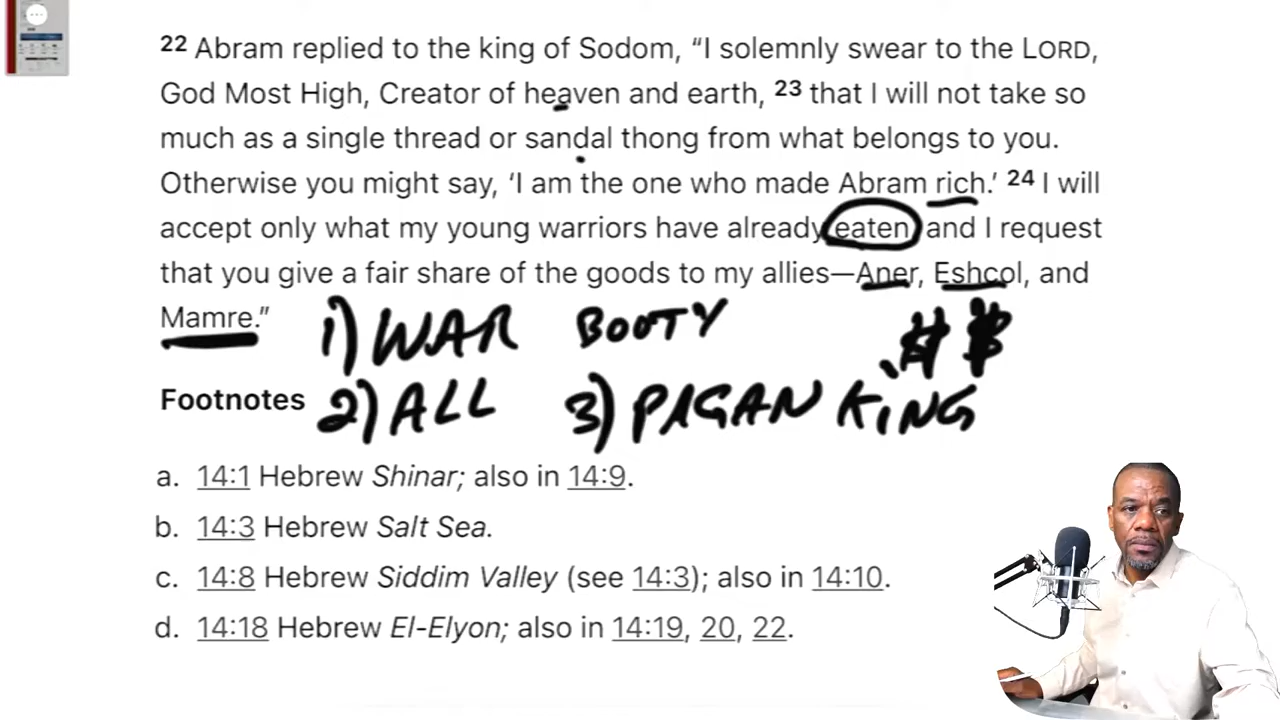 22 Abram replied to the king of Sodom, “I solemnly swear to the LORD,
God Most High, Creator of heaven and earth, 23 that I will not take so
much as a single thread or sandal thong from what belongs to you.
Otherwise you might say, ‘I am the one who made Abram rich.’ 24 I will
accept only what my young warriors have already eaten and I request
that you give a fair share of the goods to my allies—Aner, Eshcol, and
Mamre.”
1) WAR BOOTY
Footnotes
2) ALL 3) PAGAN KING
a. 14:1 Hebrew Shinar; also in 14:9.
b. 14:3 Hebrew Salt Sea.
c. 14:8 Hebrew Siddim Valley (see 14:3); also in 14:10.
d. 14:18 Hebrew El-Elyon; also in 14:19, 20, 22.